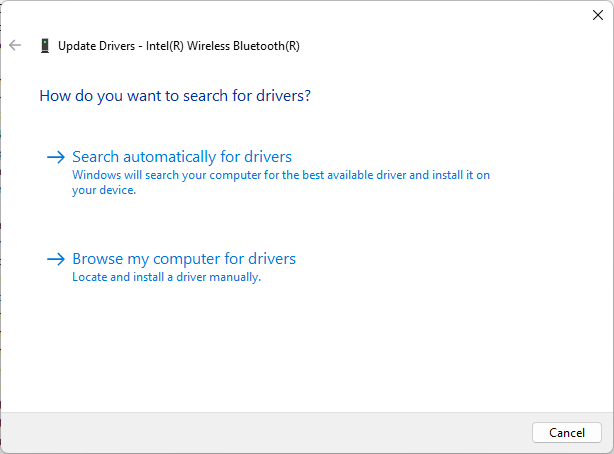 Update Drivers - Intel(R) Wireless Bluetooth(R)
How do you want to search for drivers?
Search automatically for drivers
Windows will search your computer for the best available driver and install it on
your device.
Browse my computer for drivers
Locate and install a driver manually.
Cancel